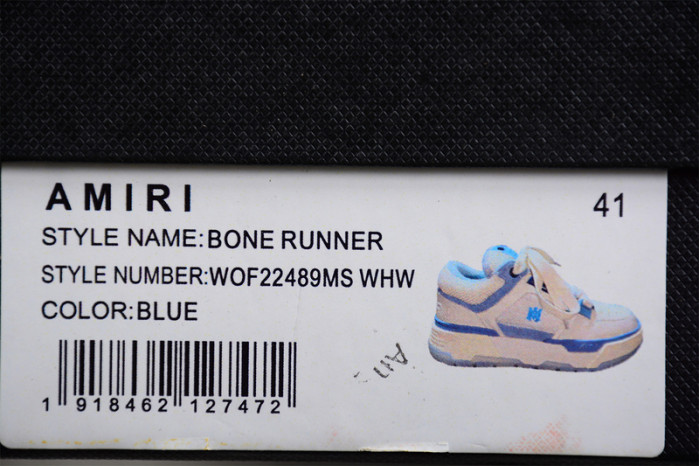 AMIRI
41
STYLE NAME:BONE RUNNER
STYLE NUMBER:WOF22489MS WHW
COLOR:BLUE
1 918462 127472